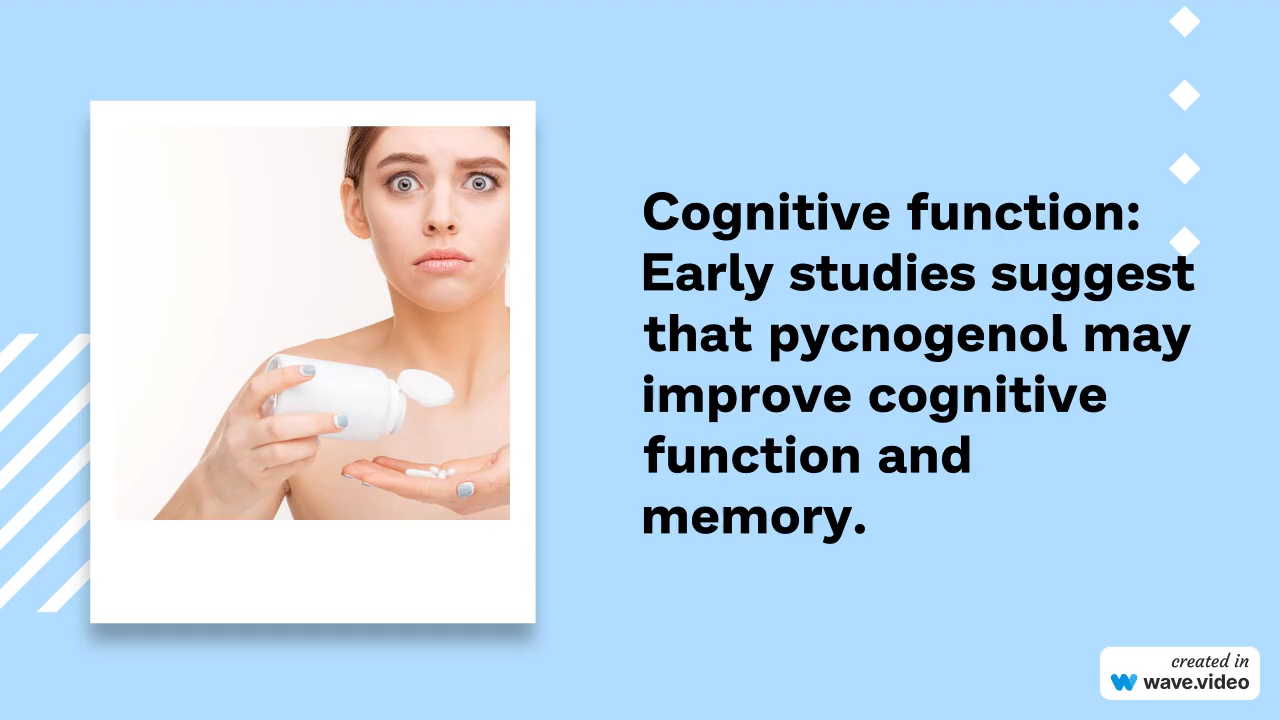 Cognitive function:
Early studies suggest
that pycnogenol may
improve cognitive
function and
memory.
created in
wave.video